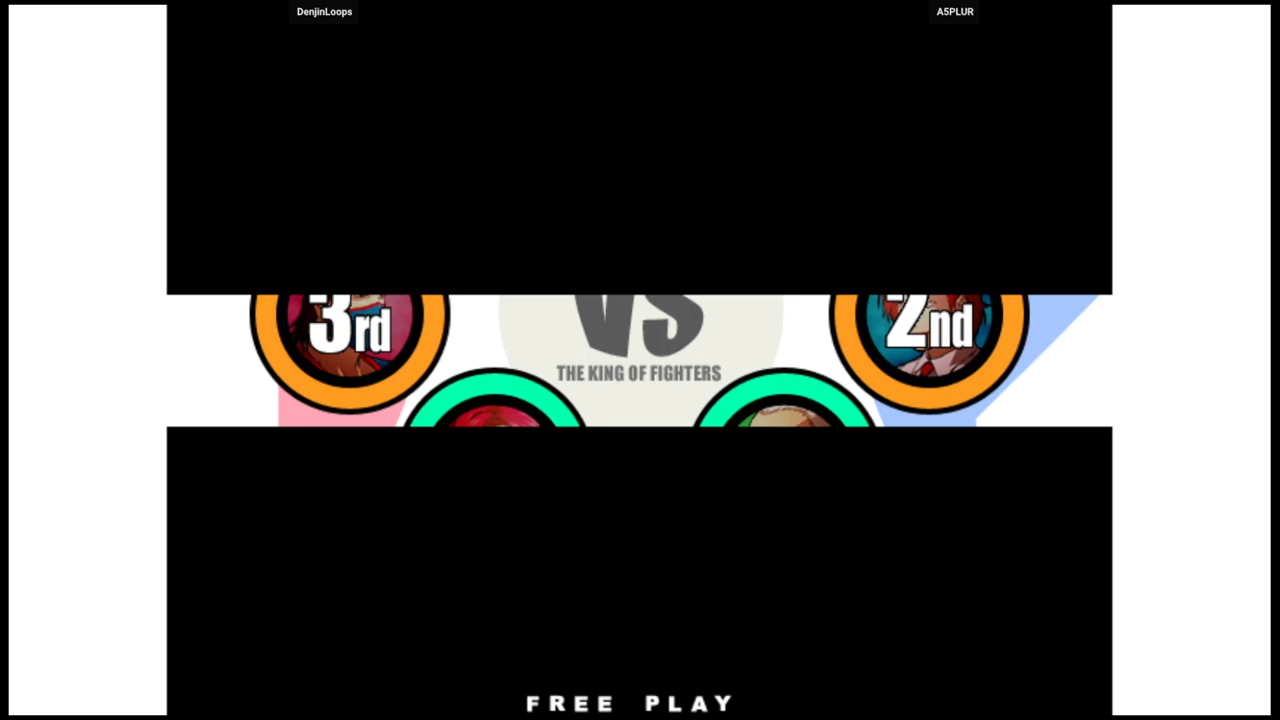 DenjinLoops
A5PLUR
3rd
VS
2nd
THE KING OF FIGHTERS
FREE PLAY